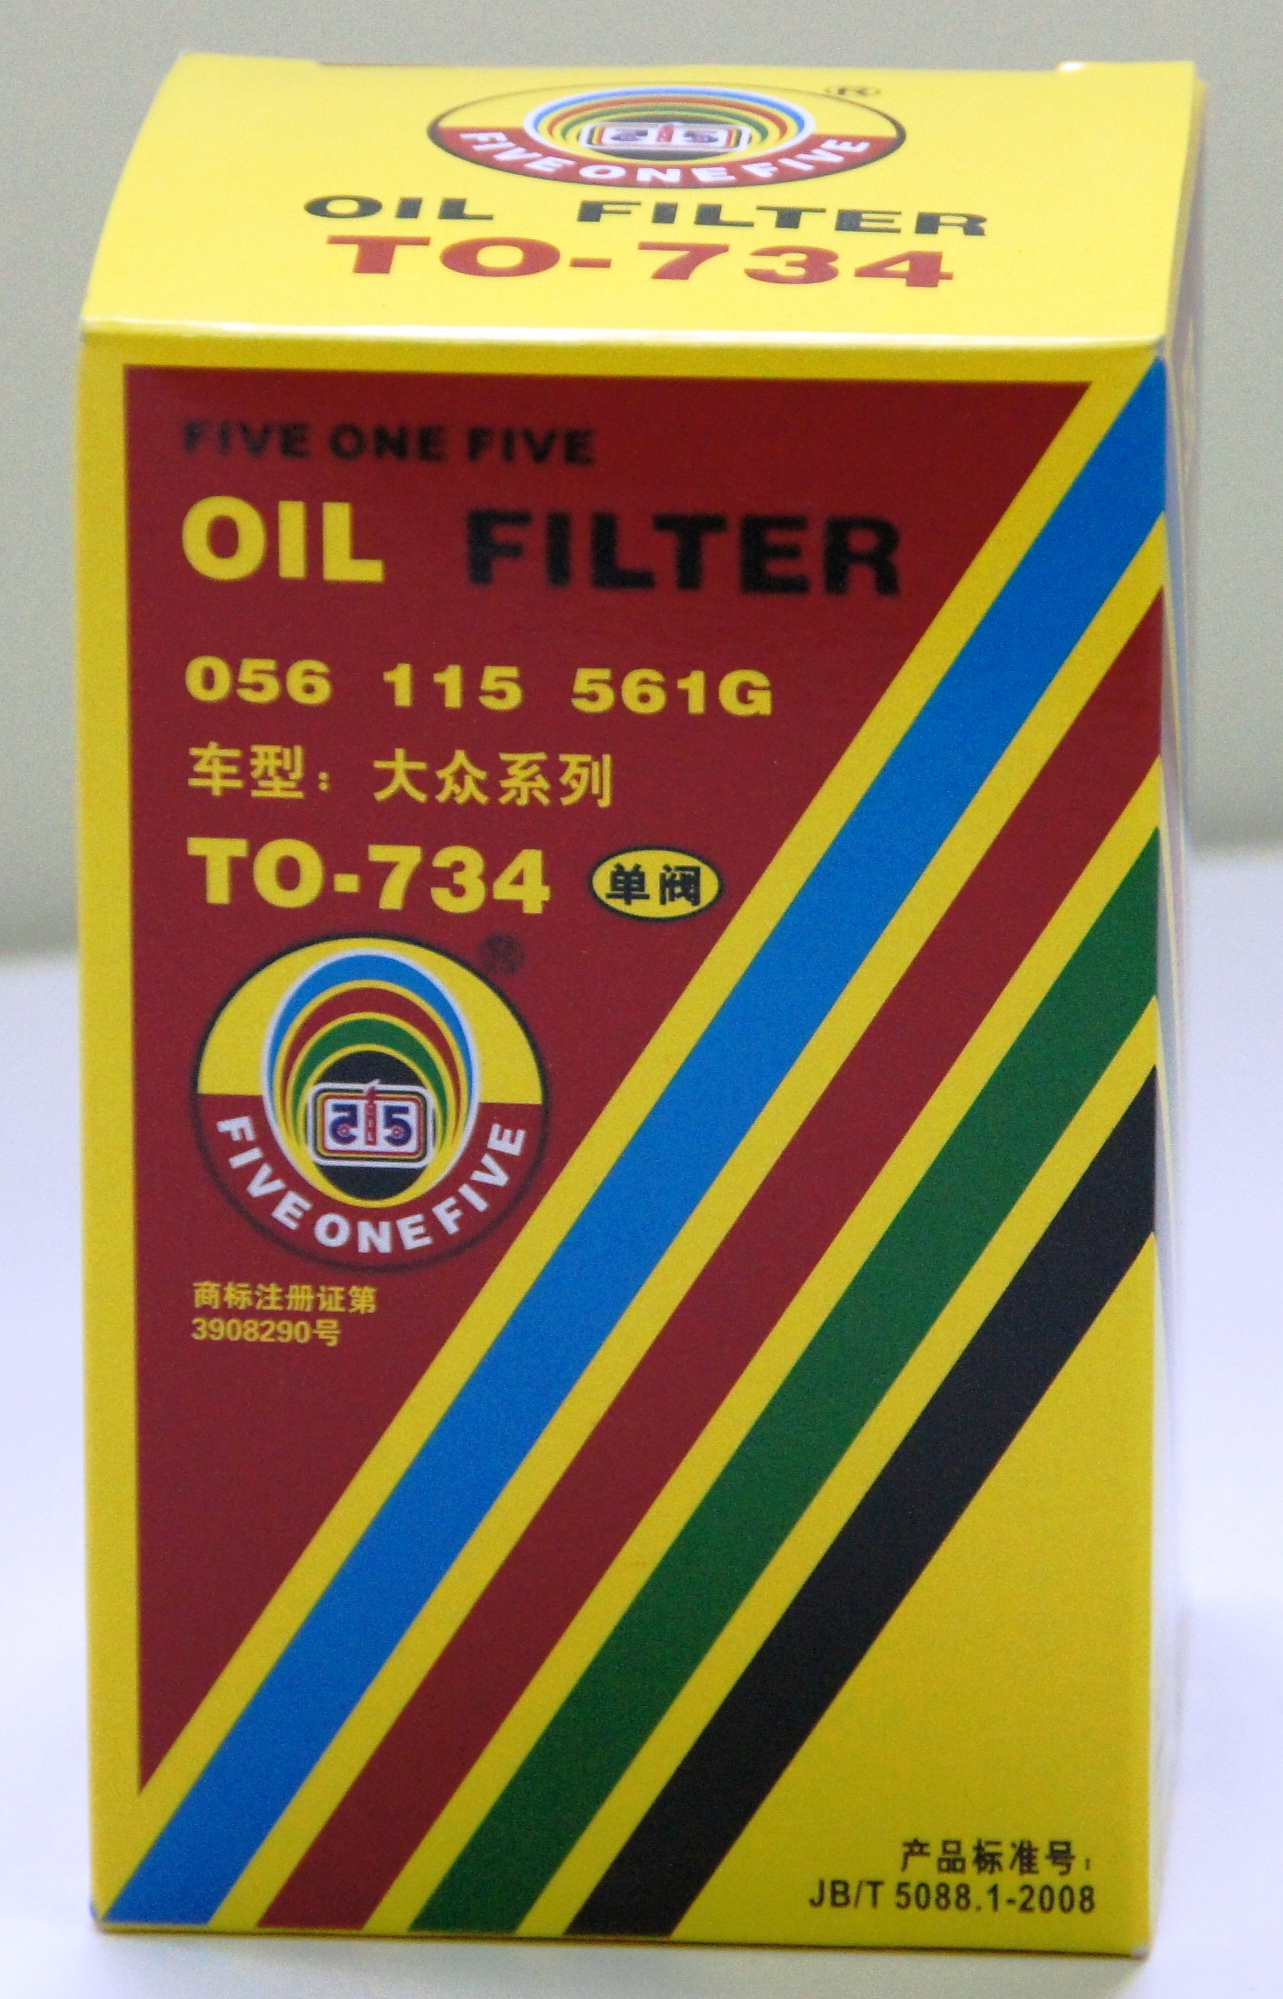 ®
FIVE ONE FIVE
OIL FILTER
TO-734
FIVE ONE FIVE
OIL FILTER
056 115 561G
车型：大众系列
TO-734 单阀
®
515
FIVE ONE FIVE
商标注册证第
3908290号
产品标准号：
JB/T 5088.1-2008